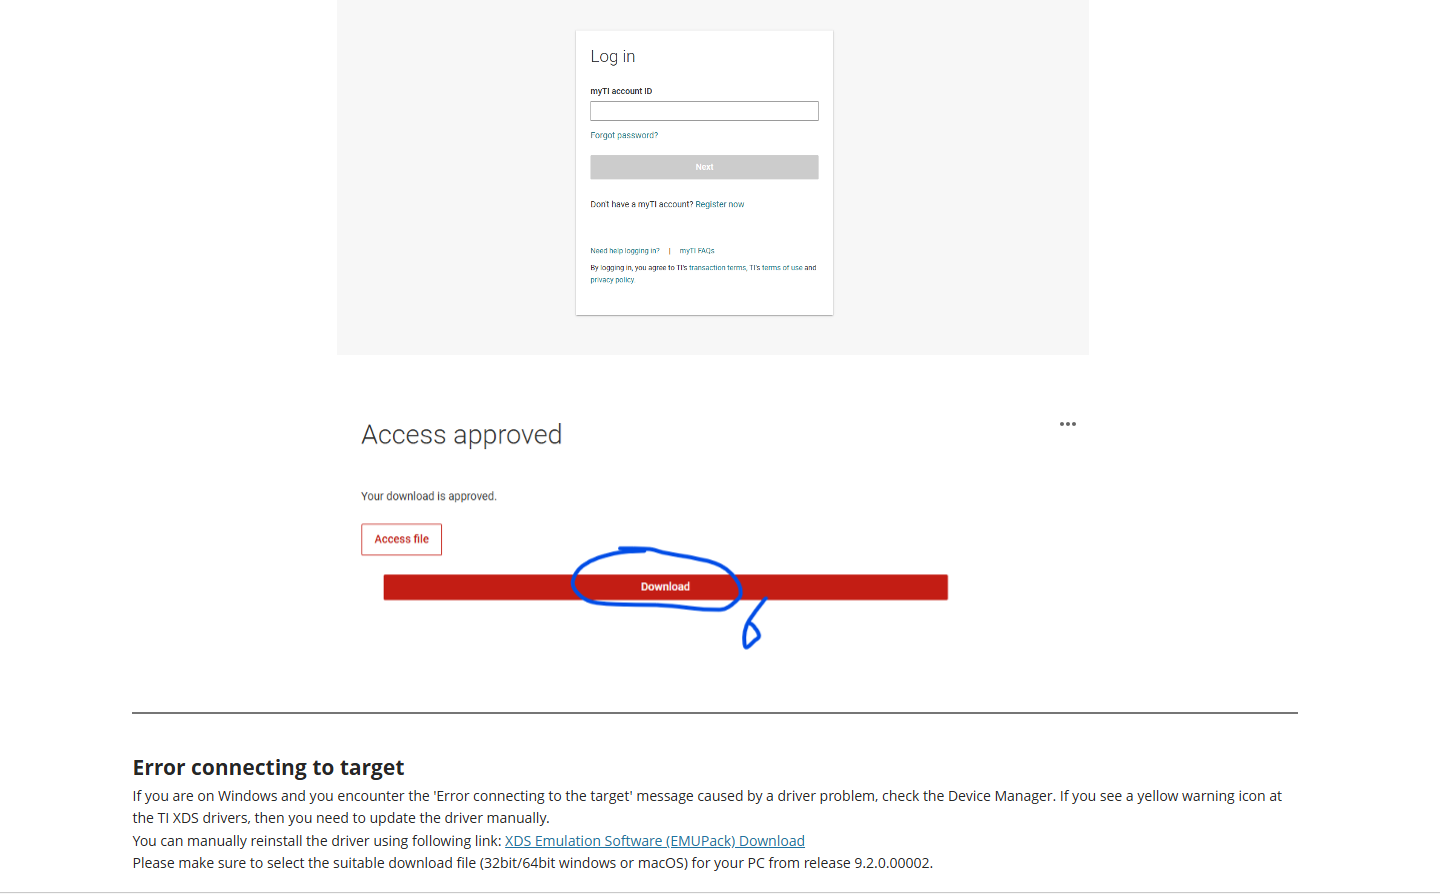 Log in
myTI account ID
Forgot password?
Next
Don't have a myTI account? Register now
Need help logging in? | myTI FAQs
By logging in, you agree to TI's transaction terms, TI's terms of use and
privacy policy
Access approved
Your download is approved.
Access file
Download
6
Error connecting to target
If you are on Windows and you encounter the 'Error connecting to the target' message caused by a driver problem, check the Device Manager. If you see a yellow warning icon at
the TI XDS drivers, then you need to update the driver manually.
You can manually reinstall the driver using following link: XDS Emulation Software (EMUPack) Download
Please make sure to select the suitable download file (32bit/64bit windows or macOS) for your PC from release 9.2.0.00002.